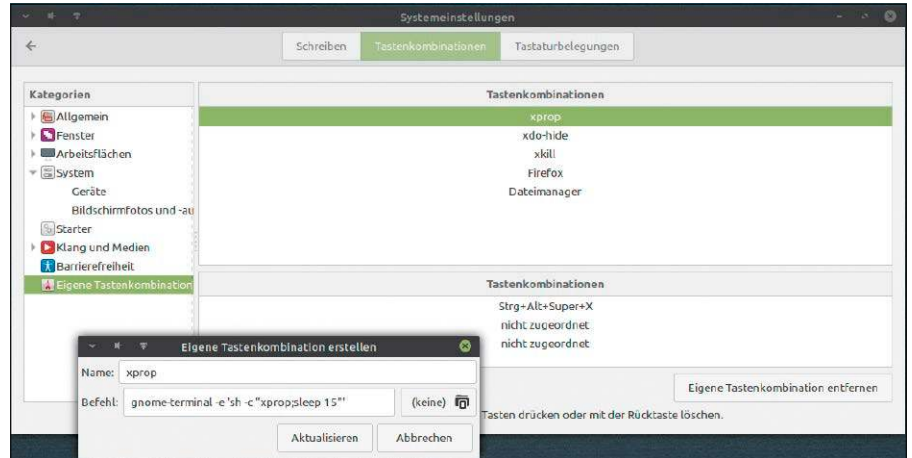 Systemeinstellungen
Schreiben Tastenkombinationen Tastaturbelegungen
Kategorien
Allgemein
Fenster
Arbeitsflächen
System
Geräte
Bildschirmfotos und -au
Starter
Klang und Medien
Barrierefreiheit
Eigene Tastenkombination
Tastenkombinationen
xprop
xdo-hide
xkill
Firefox
Dateimanager
Tastenkombinationen
Strg+Alt+Super+X
nicht zugeordnet
nicht zugeordnet
Eigene Tastenkombination entfernen
Tasten drücken oder mit der Rücktaste löschen.
Eigene Tastenkombination erstellen
Name: xprop
Befehl: gnome-terminal -e 'sh -c "xprop;sleep 15"' (keine)
Aktualisieren Abbrechen